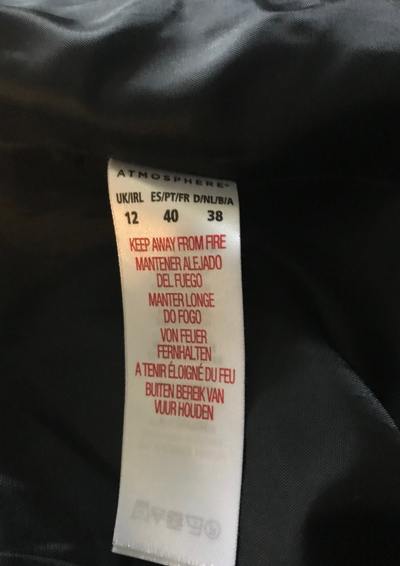 ATMOSPHERE®
UK/IRL ES/PT/FR D/NL/B/A
12 40 38
KEEP AWAY FROM FIRE
MANTENER ALEJADO
DEL FUEGO
MANTER LONGE
DO FOGO
VON FEUER
FERNHALTEN
A TENIR ÉLOIGNÉ DU FEU
BUITEN BEREIK VAN
VUUR HOUDEN